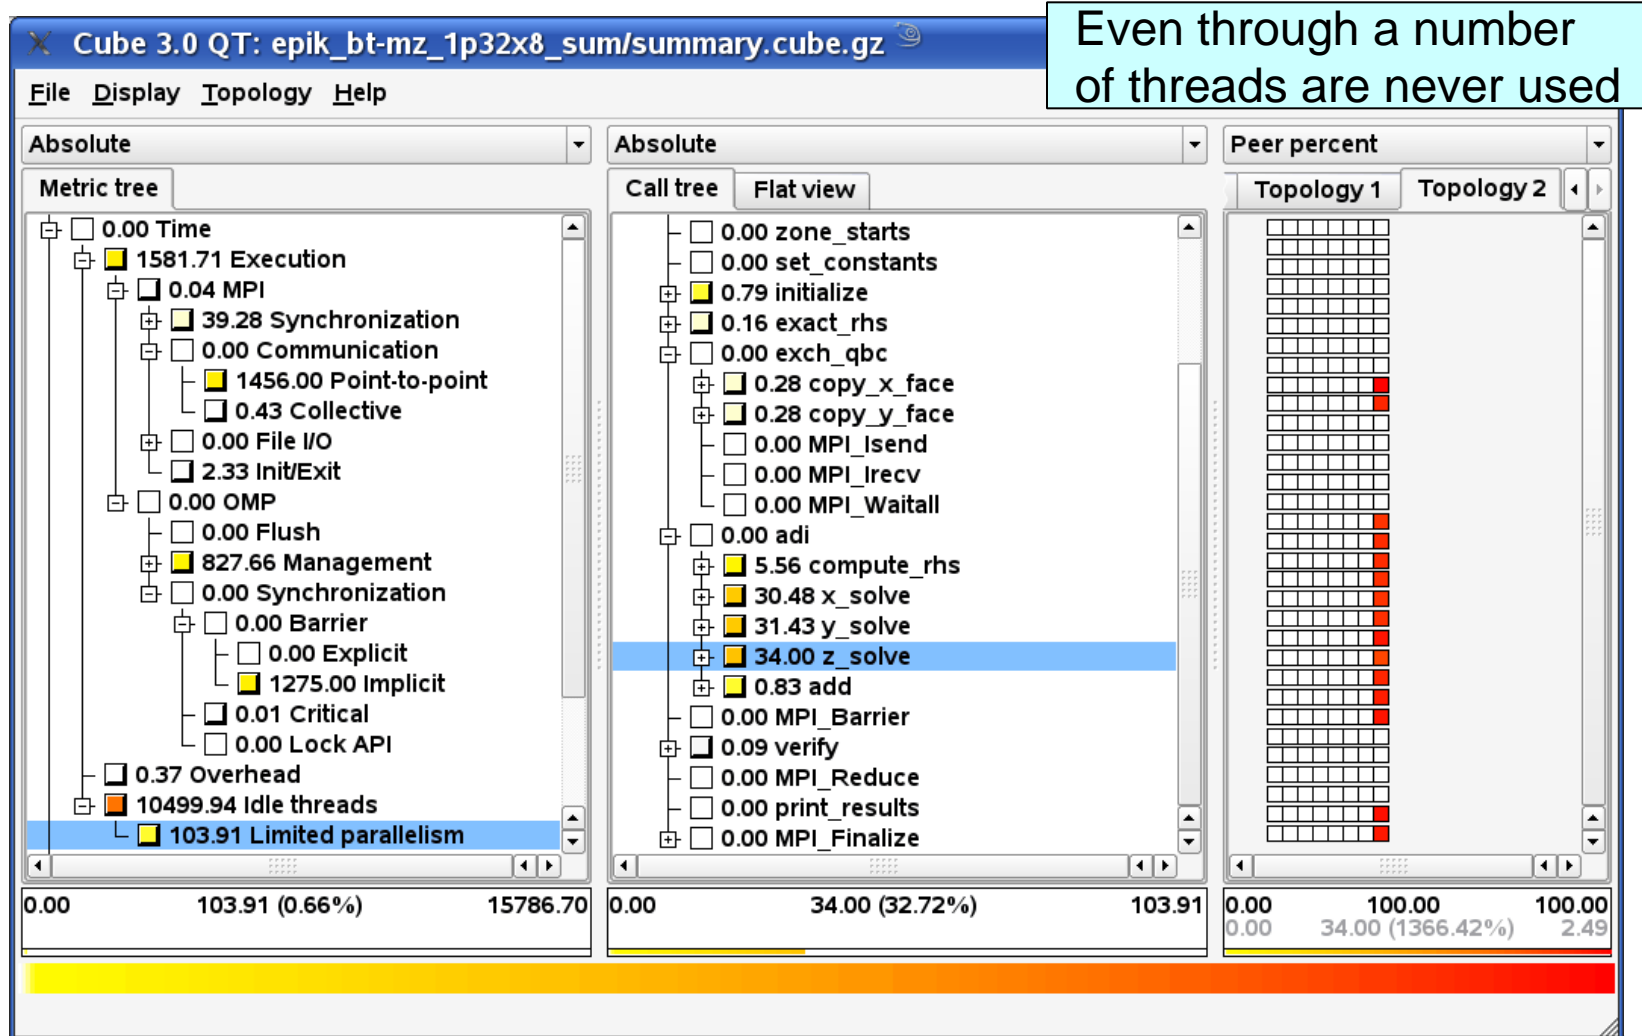 Even through a number
of threads are never used
Cube 3.0 QT: epik_bt-mz_1p32x8_sum/summary.cube.gz
File Display Topology Help
Absolute
Metric tree
0.00 Time
1581.71 Execution
0.04 MPI
39.28 Synchronization
0.00 Communication
1456.00 Point-to-point
0.43 Collective
0.00 File I/O
2.33 Init/Exit
0.00 OMP
0.00 Flush
827.66 Management
0.00 Synchronization
0.00 Barrier
0.00 Explicit
1275.00 Implicit
0.01 Critical
0.00 Lock API
0.37 Overhead
10499.94 Idle threads
103.91 Limited parallelism
0.00 103.91 (0.66%) 15786.70
Absolute
Call tree Flat view
0.00 zone_starts
0.00 set_constants
0.79 initialize
0.16 exact_rhs
0.00 exch_qbc
0.28 copy_x_face
0.28 copy_y_face
0.00 MPI_Isend
0.00 MPI_Irecv
0.00 MPI_Waitall
0.00 adi
5.56 compute_rhs
30.48 x_solve
31.43 y_solve
34.00 z_solve
0.83 add
0.00 MPI_Barrier
0.09 verify
0.00 MPI_Reduce
0.00 print_results
0.00 MPI_Finalize
0.00 34.00 (32.72%) 103.91
Peer percent
Topology 1 Topology 2
0.00 100.00 100.00
0.00 34.00 (1366.42%) 2.49